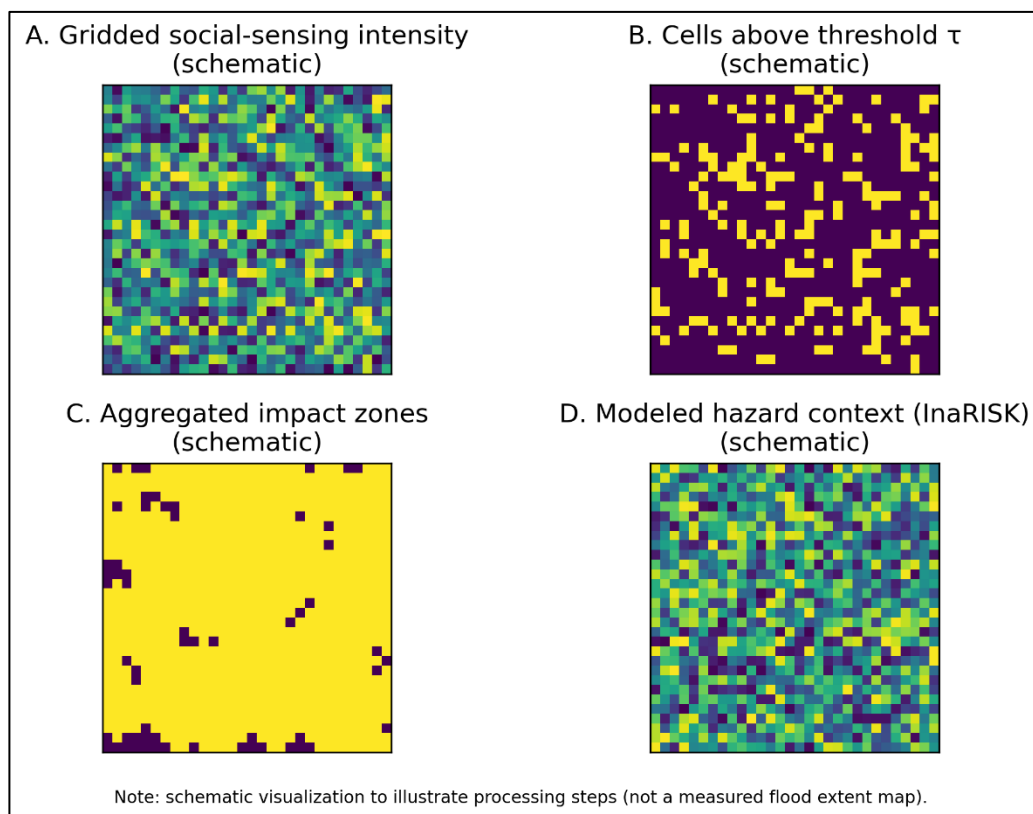 A. Gridded social-sensing intensity
(schematic)
B. Cells above threshold τ
(schematic)
C. Aggregated impact zones
(schematic)
D. Modeled hazard context (InaRISK)
(schematic)
Note: schematic visualization to illustrate processing steps (not a measured flood extent map).